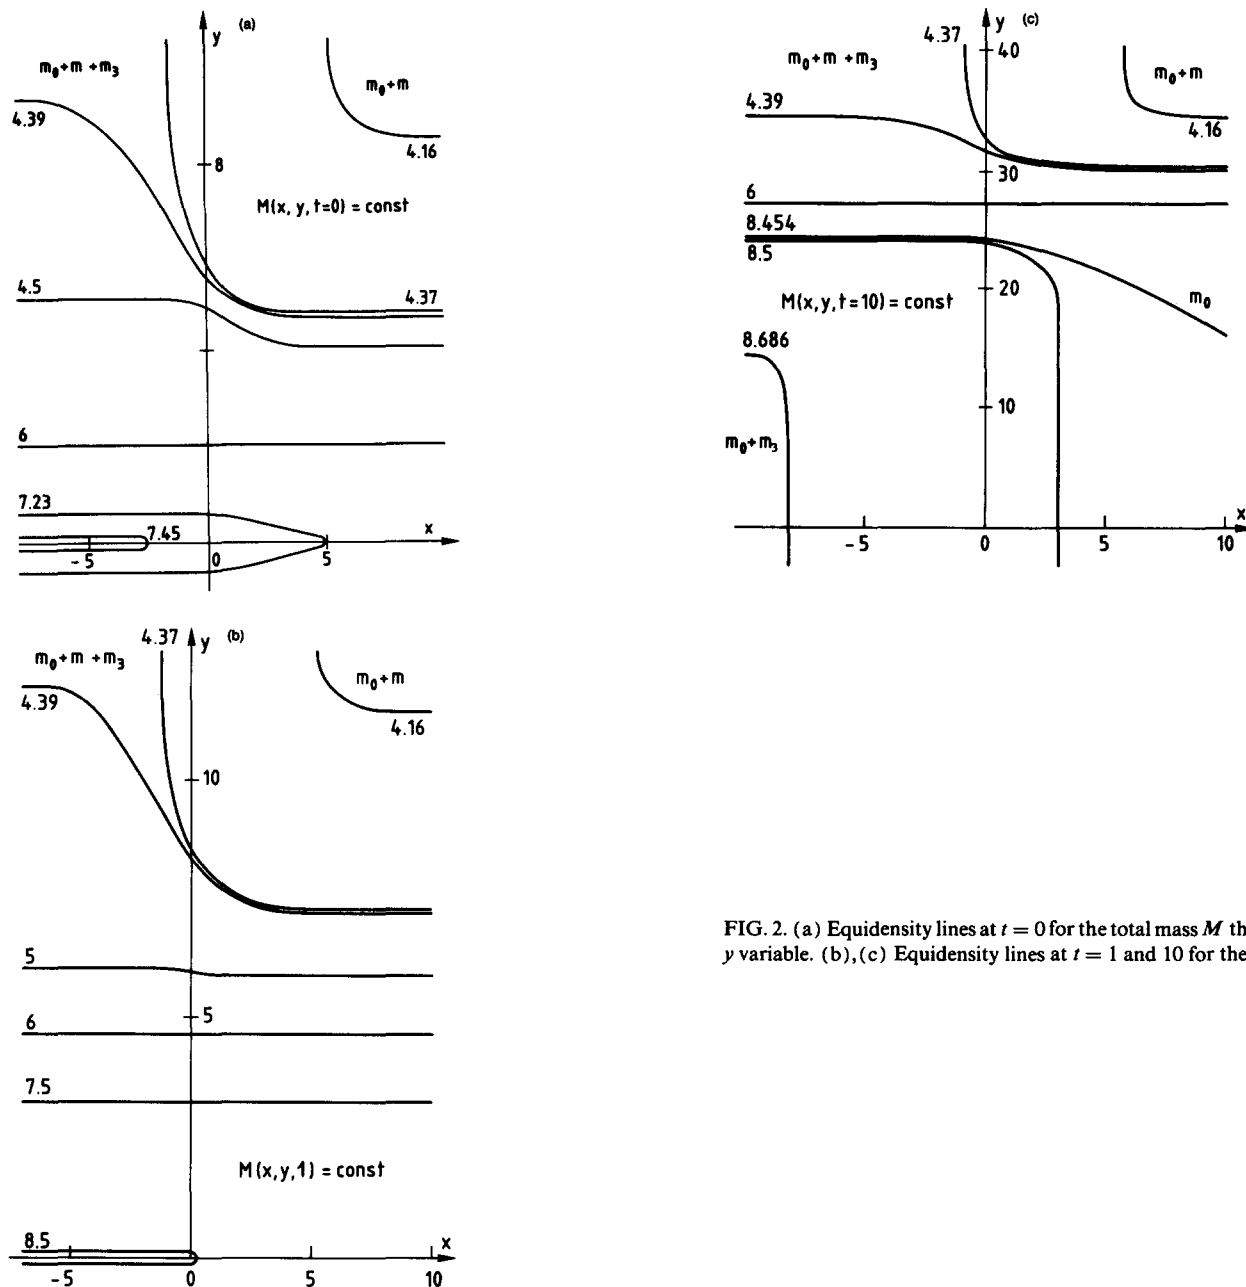 y (a)
m₀+m+m₃
m₀+m
4.39
4.16
8
M(x,y,t=0)=const
4.5
4.37
6
7.23
7.45
x
-5
0
5
y (c)
4.37
40
m₀+m+m₃
m₀+m
4.39
4.16
30
6
8.454
8.5
20
M(x,y,t=10)=const
m₀
8.686
10
m₀+m₃
x
-5
0
5
10
4.37
y (b)
m₀+m+m₃
m₀+m
4.39
4.16
10
5
5
6
7.5
M(x,y,1)=const
8.5
x
-5
0
5
10
FIG. 2. (a) Equidensity lines at t = 0 for the total mass M th
y variable. (b),(c) Equidensity lines at t = 1 and 10 for the